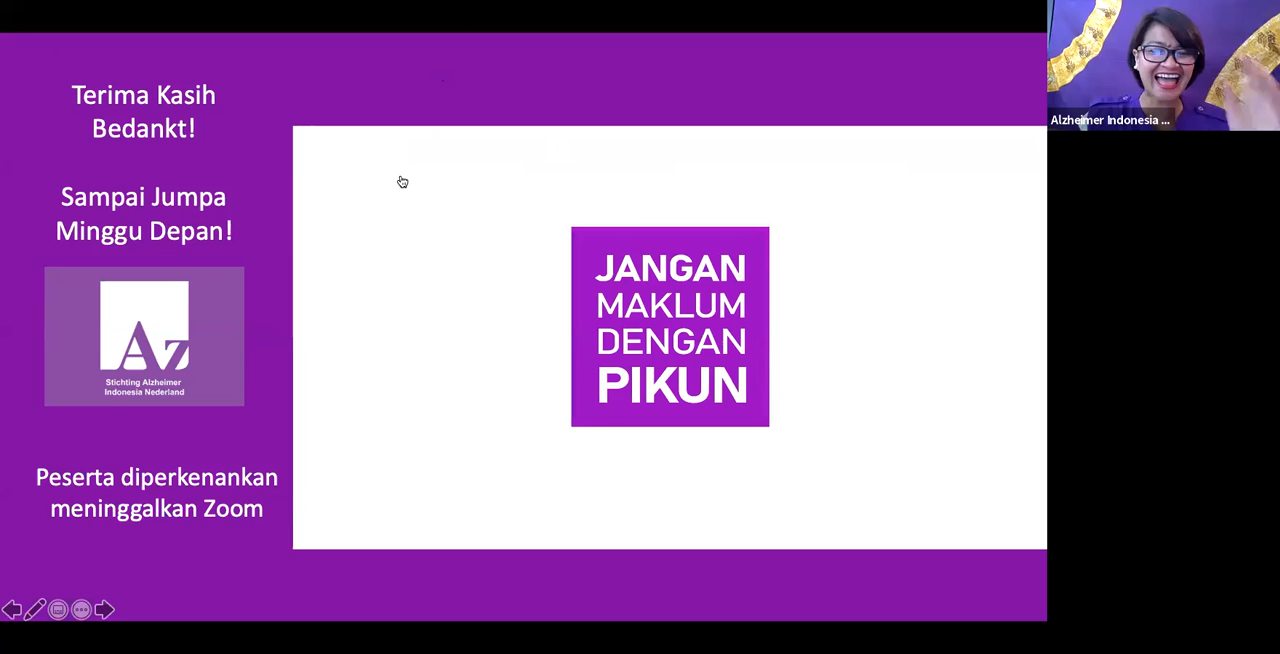 Terima Kasih
Bedankt!
Sampai Jumpa
Minggu Depan!
Az
Stichting Alzheimer
Indonesia Nederland
Peserta diperkenankan
meninggalkan Zoom
JANGAN
MAKLUM
DENGAN
PIKUN
Alzheimer Indonesia ...